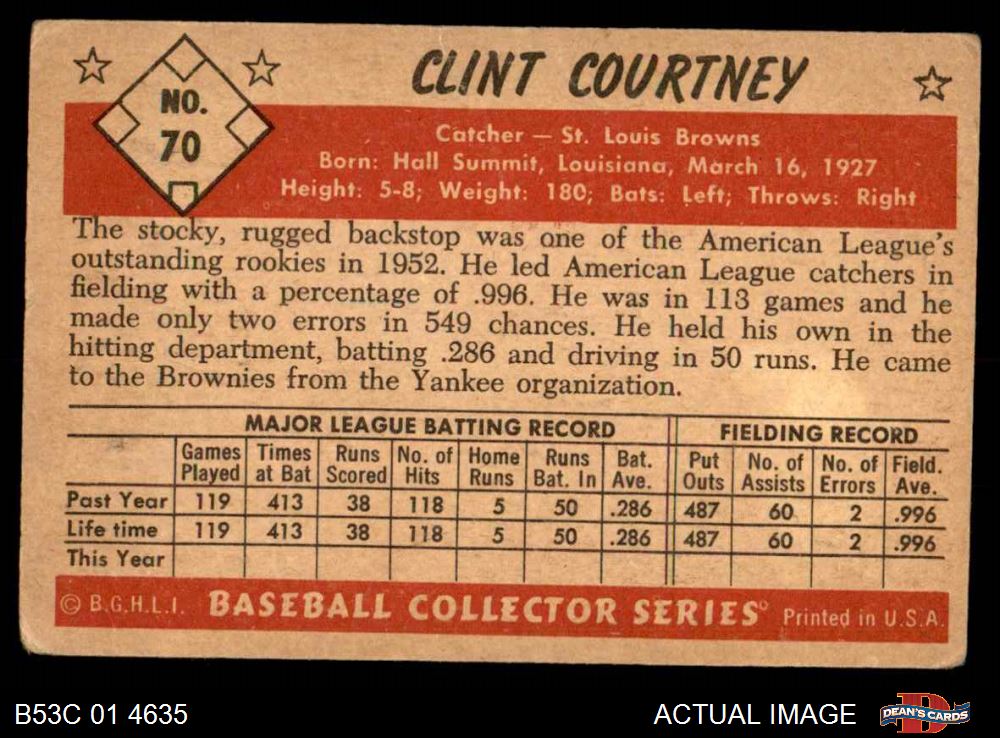 CLINT COURTNEY
NO.
70
Catcher — St. Louis Browns
Born: Hall Summit, Louisiana, March 16, 1927
Height: 5-8; Weight: 180; Bats: Left; Throws: Right
The stocky, rugged backstop was one of the American League's
outstanding rookies in 1952. He led American League catchers in
fielding with a percentage of .996. He was in 113 games and he
made only two errors in 549 chances. He held his own in the
hitting department, batting .286 and driving in 50 runs. He came
to the Brownies from the Yankee organization.
MAJOR LEAGUE BATTING RECORD FIELDING RECORD
Games Times Runs No. of Home Runs Bat. Put No. of No. of Field.
Played at Bat Scored Hits Runs Bat. In Ave. Outs Assists Errors Ave.
Past Year 119 413 38 118 5 50 .286 487 60 2 .996
Life time 119 413 38 118 5 50 .286 487 60 2 .996
This Year
© B.G.H.L.I. BASEBALL COLLECTOR SERIES Printed in U.S.A.
B53C 01 4635 ACTUAL IMAGE DEAN'S CARDS